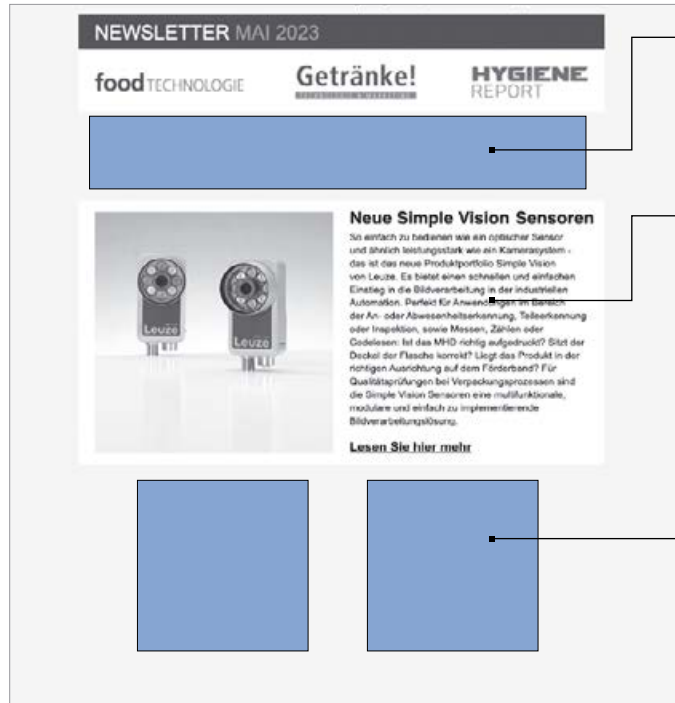 NEWSLETTER MAI 2023
food TECHNOLOGIE
Getränke!
TECHNOLOGIE & MARKETING
HYGIENE
REPORT
Neue Simple Vision Sensoren
So einfach zu bedienen wie ein optischer Sensor
und ähnlich leistungsstark wie ein Kamerasystem -
das ist das neue Produktportfolio Simple Vision
von Leuze. Es bietet einen schnellen und einfachen
Einstieg in die Bildverarbeitung in der industriellen
Automation. Perfekt für Anwendungen im Bereich
der An- oder Abwesenheitserkennung, Teileerkennung
oder Inspektion, sowie Messen, Zählen oder
Codelesen: Ist das MHD richtig aufgedruckt? Sitzt der
Deckel der Flasche korrekt? Liegt das Produkt in der
richtigen Ausrichtung auf dem Förderband? Für
Qualitätsprüfungen bei Verpackungsprozessen sind
die Simple Vision Sensoren eine multifunktionale,
modulare und einfach zu implementierende
Bildverarbeitungslösung.
Lesen Sie hier mehr
Leuze
Leuze